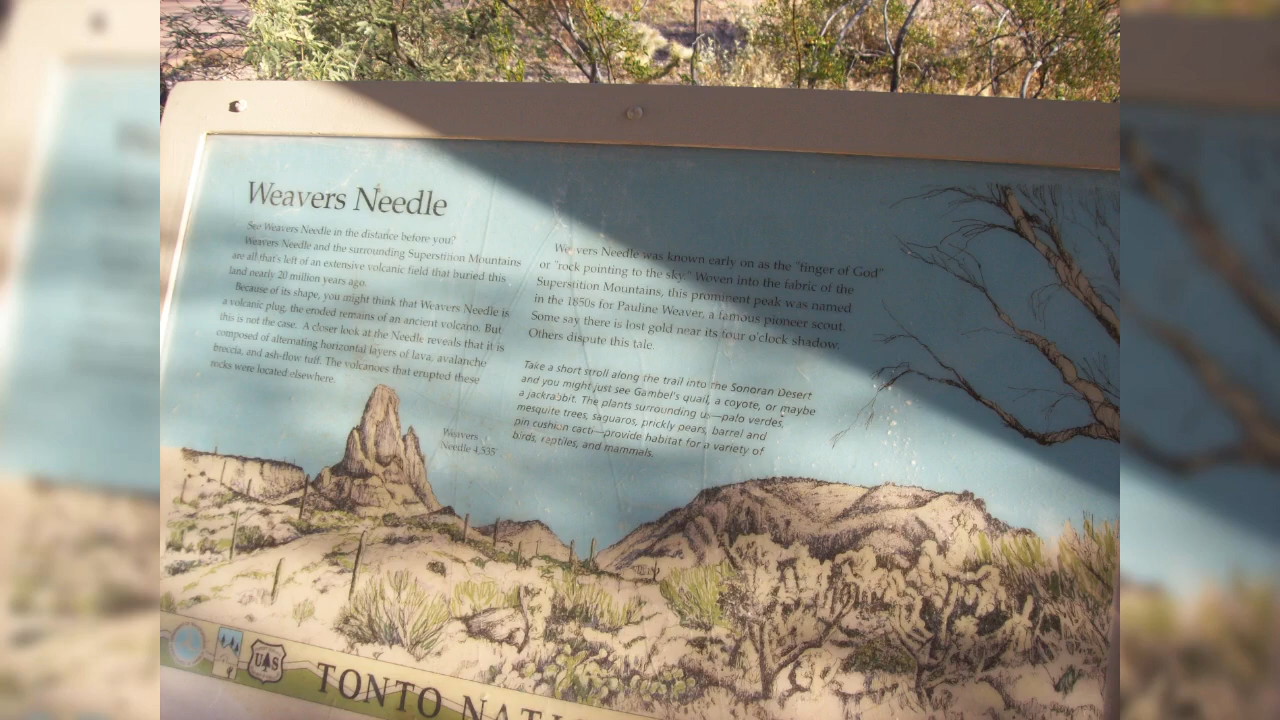 Weavers Needle
See Weavers Needle in the distance before you?
Weavers Needle and the surrounding Superstition Mountains
are all that's left of an extensive volcanic field that buried this
land nearly 20 million years ago.
Because of its shape, you might think that Weavers Needle is
a volcanic plug, the eroded remains of an ancient volcano. But
this is not the case. A closer look at the Needle reveals that it is
composed of alternating horizontal layers of lava, avalanche
breccia, and ash-flow tuff. The volcanoes that erupted these
rocks were located elsewhere.
Weavers Needle was known early on as the "finger of God"
or "rock pointing to the sky." Woven into the fabric of the
Superstition Mountains, this prominent peak was named
in the 1850s for Pauline Weaver, a famous pioneer scout.
Some say there is lost gold near its four o'clock shadow.
Others dispute this tale.
Take a short stroll along the trail into the Sonoran Desert
and you might just see Gambel's quail, a coyote, or maybe
a jackrabbit. The plants surrounding us—palo verdes,
mesquite trees, saguaros, prickly pears, barrel and
pin cushion cacti—provide habitat for a variety of
birds, reptiles, and mammals.
Weavers
Needle 4,535'
UAS
TONTO NATI